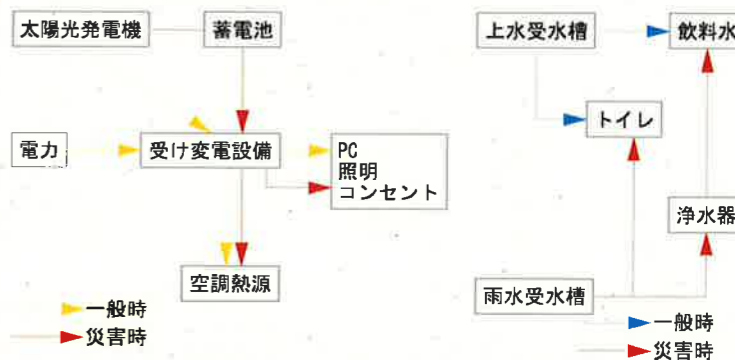 太陽光発電機
蓄電池
電力
受け変電設備
PC
照明
コンセント
空調熱源
一般時
災害時
上水受水槽
飲料水
トイレ
浄水器
雨水受水槽
一般時
災害時